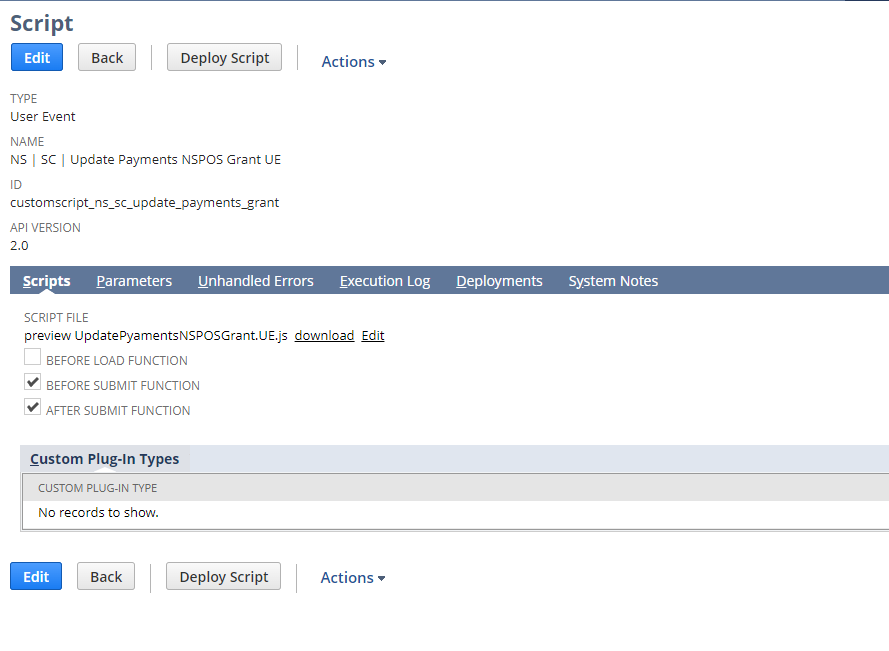 Script
Edit Back Deploy Script Actions
TYPE
User Event
NAME
NS | SC | Update Payments NSPOS Grant UE
ID
customscript_ns_sc_update_payments_grant
API VERSION
2.0
Scripts Parameters Unhandled Errors Execution Log Deployments System Notes
SCRIPT FILE
preview UpdatePyamentsNSPOSGrant.UE.js download Edit
BEFORE LOAD FUNCTION
BEFORE SUBMIT FUNCTION
AFTER SUBMIT FUNCTION
Custom Plug-In Types
CUSTOM PLUG-IN TYPE
No records to show.
Edit Back Deploy Script Actions